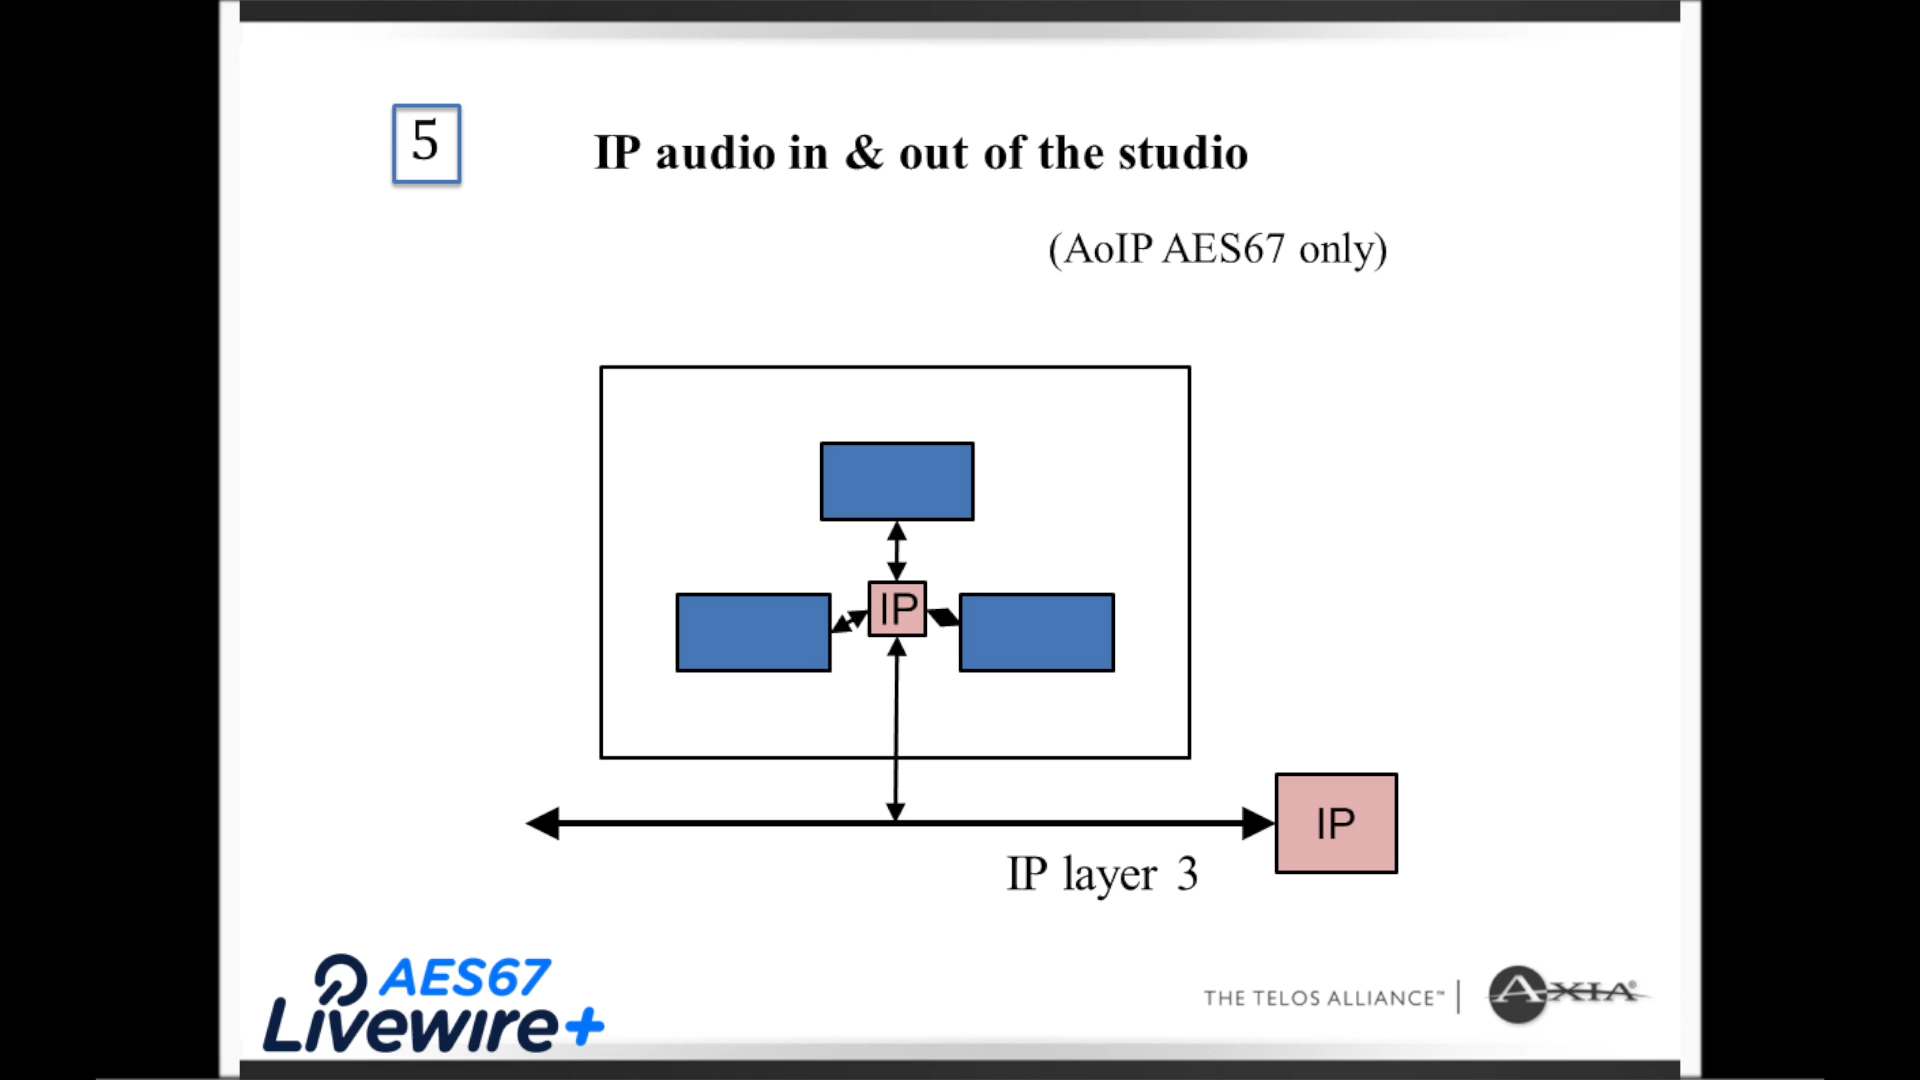 5
IP audio in & out of the studio
(AoIP AES67 only)
IP
IP
IP layer 3
AES67
Livewire+
THE TELOS ALLIANCE™ | AXIA®